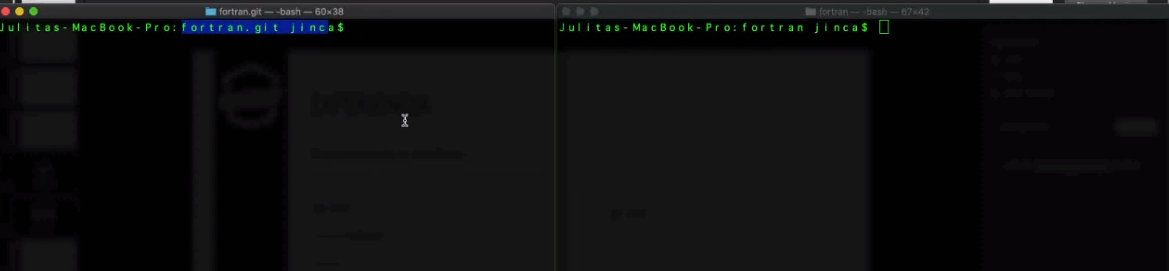 fortran.git — -bash — 60×38
Julitas-MacBook-Pro:fortran.git jinca$
fortran — -bash — 67×42
Julitas-MacBook-Pro:fortran jinca$